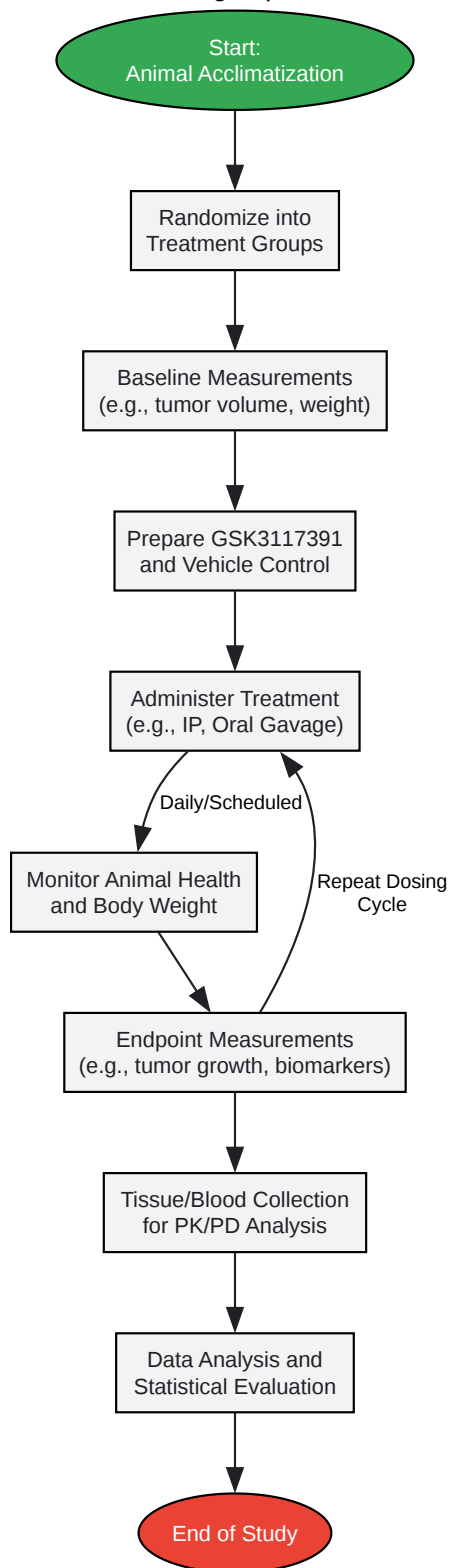 Start:
Animal Acclimatization
Randomize into
Treatment Groups
Baseline Measurements
(e.g., tumor volume, weight)
Prepare GSK3117391
and Vehicle Control
Administer Treatment
(e.g., IP, Oral Gavage)
Daily/Scheduled
Monitor Animal Health
and Body Weight
Repeat Dosing
Cycle
Endpoint Measurements
(e.g., tumor growth, biomarkers)
Tissue/Blood Collection
for PK/PD Analysis
Data Analysis and
Statistical Evaluation
End of Study